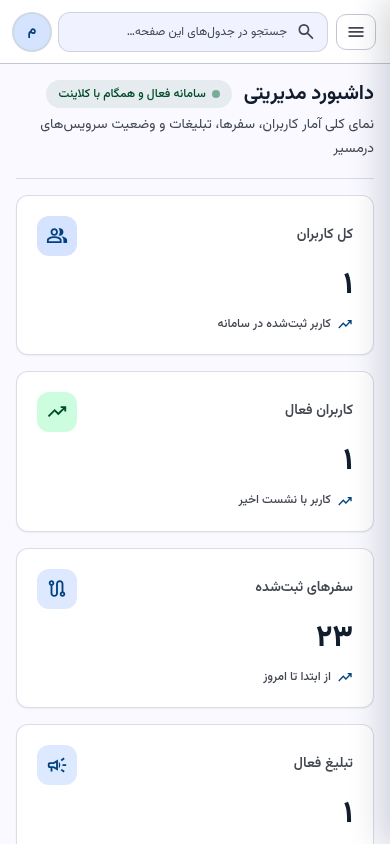 جستجو در جدول‌های این صفحه...
م
داشبورد مدیریتی
سامانه فعال و همگام با کلاینت
نمای کلی آمار کاربران، سفرها، تبلیغات و وضعیت سرویس‌های
درمسیر
کل کاربران
۱
کاربر ثبت‌شده در سامانه
کاربران فعال
۱
کاربر با نشست اخیر
سفرهای ثبت‌شده
۲۳
از ابتدا تا امروز
تبلیغ فعال
۱